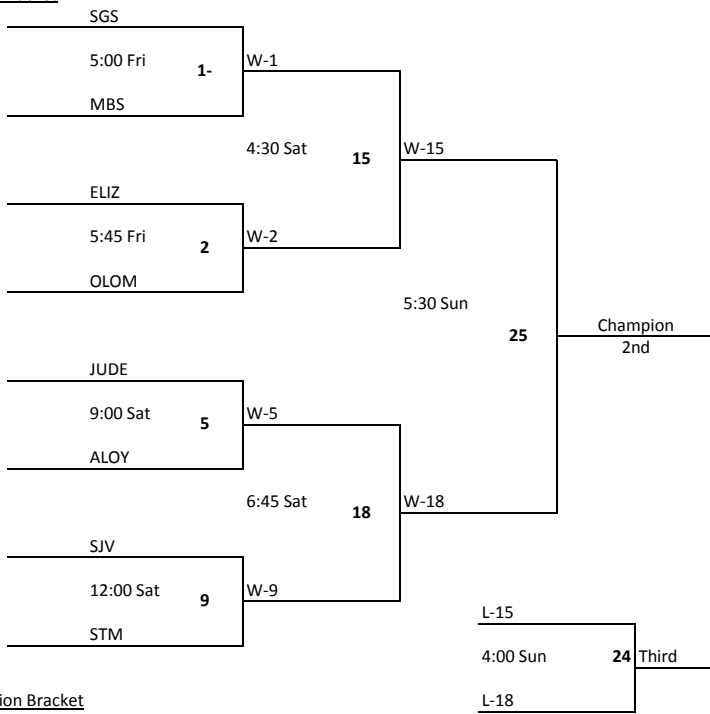 SGS
5:00 Fri
1-
W-1
MBS
4:30 Sat
15
W-15
ELIZ
5:45 Fri
2
W-2
OLOM
5:30 Sun
25
Champion
2nd
JUDE
9:00 Sat
5
W-5
ALOY
6:45 Sat
18
W-18
SJV
12:00 Sat
9
W-9
STM
L-15
4:00 Sun
24
Third
L-18
ion Bracket